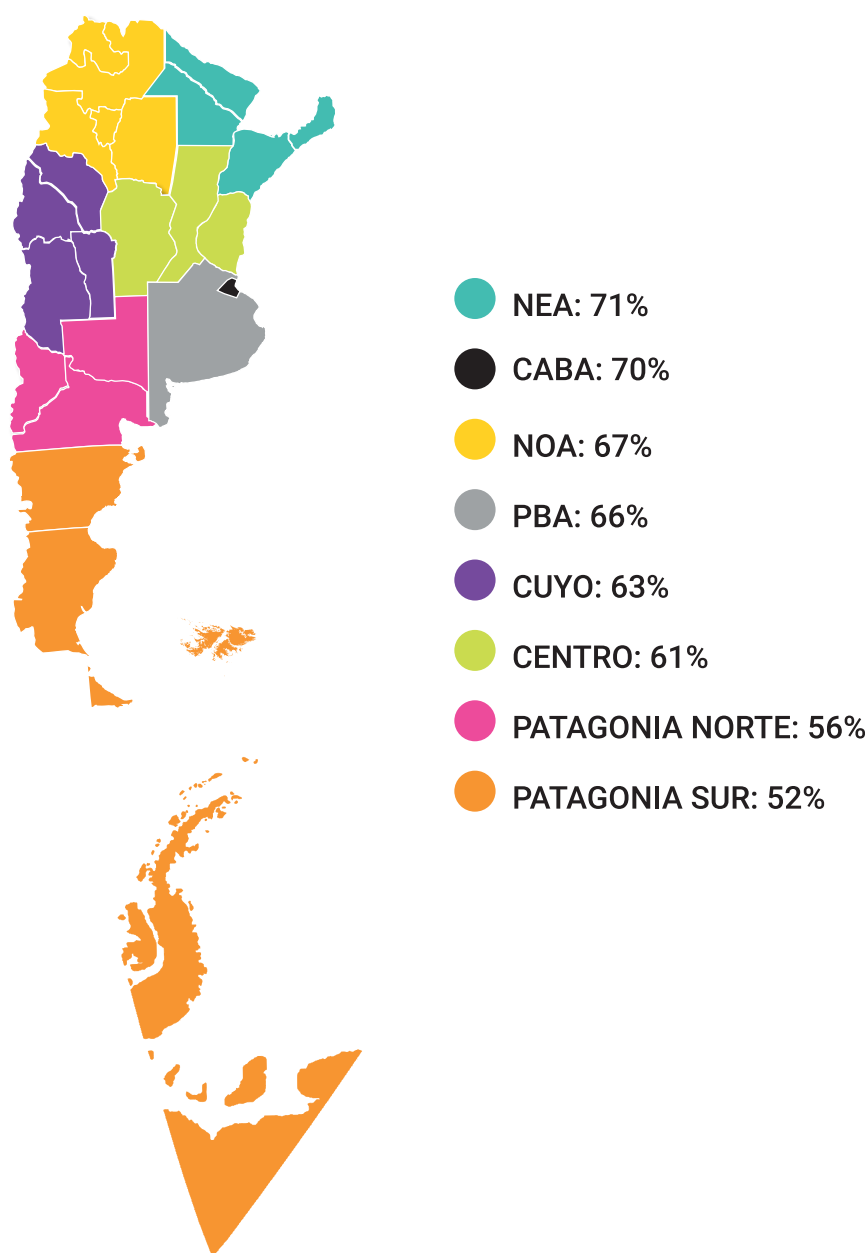 NEA: 71%
CABA: 70%
NOA: 67%
PBA: 66%
CUYO: 63%
CENTRO: 61%
PATAGONIA NORTE: 56%
PATAGONIA SUR: 52%